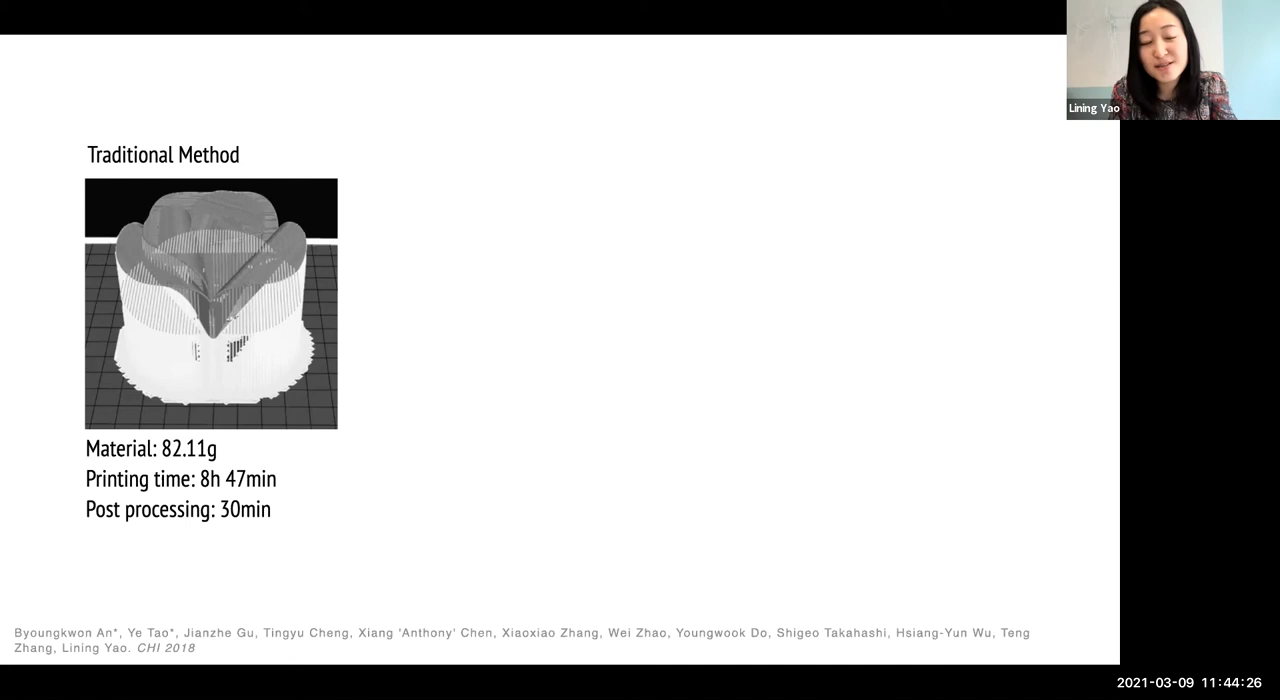 Lining Yao
Traditional Method
Material: 82.11g
Printing time: 8h 47min
Post processing: 30min
Byoungkwon An*, Ye Tao*, Jianzhe Gu, Tingyu Cheng, Xiang 'Anthony' Chen, Xiaoxiao Zhang, Wei Zhao, Youngwook Do, Shigeo Takahashi, Hsiang-Yun Wu, Teng
Zhang, Lining Yao. CHI 2018
2021-03-09 11:44:26